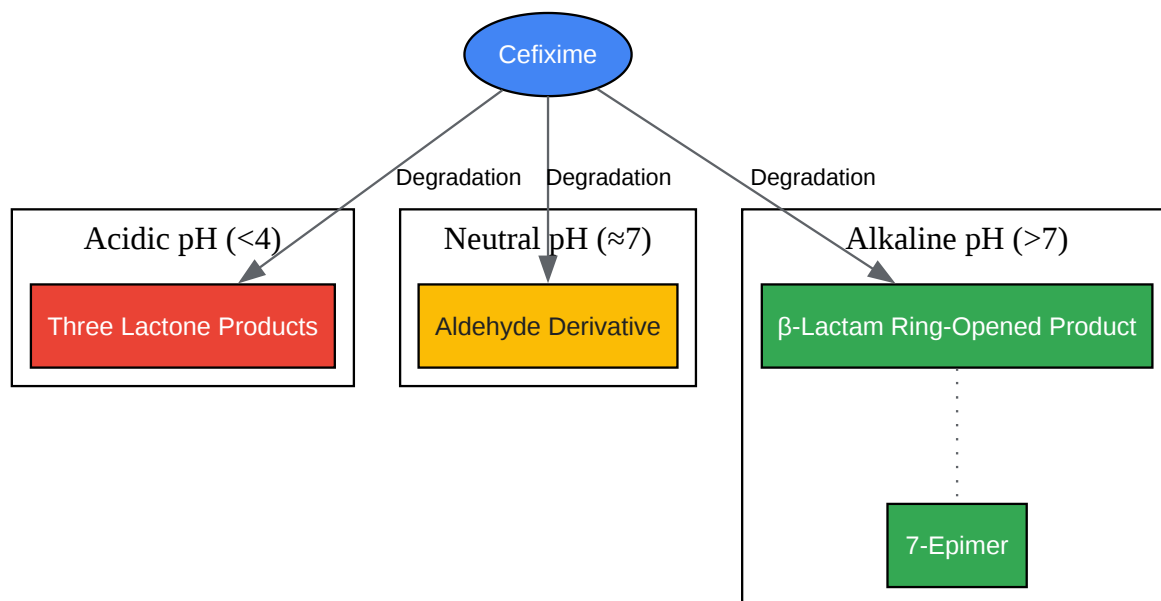 Cefixime
Degradation
Degradation
Degradation
Acidic pH (<4)
Neutral pH (≈7)
Alkaline pH (>7)
Three Lactone Products
Aldehyde Derivative
β-Lactam Ring-Opened Product
7-Epimer